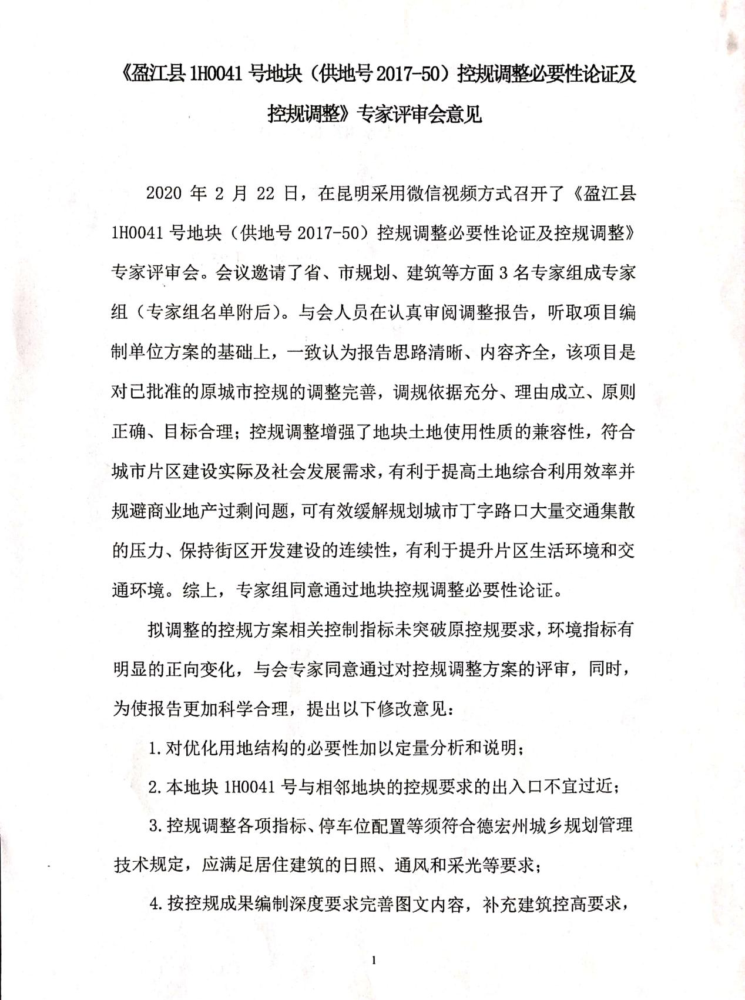 《盈江县 1H0041 号地块（供地号 2017-50）控规调整必要性论证及
控规调整》专家评审会意见
2020 年 2 月 22 日，在昆明采用微信视频方式召开了《盈江县
1H0041 号地块（供地号 2017-50）控规调整必要性论证及控规调整》
专家评审会。会议邀请了省、市规划、建筑等方面 3 名专家组成专家
组（专家组名单附后）。与会人员在认真审阅调整报告，听取项目编
制单位方案的基础上，一致认为报告思路清晰、内容齐全，该项目是
对已批准的原城市控规的调整完善，调规依据充分、理由成立、原则
正确、目标合理；控规调整增强了地块土地使用性质的兼容性，符合
城市片区建设实际及社会发展需求，有利于提高土地综合利用效率并
规避商业地产过剩问题，可有效缓解规划城市丁字路口大量交通集散
的压力、保持街区开发建设的连续性，有利于提升片区生活环境和交
通环境。综上，专家组同意通过地块控规调整必要性论证。
拟调整的控规方案相关控制指标未突破原控规要求，环境指标有
明显的正向变化，与会专家同意通过对控规调整方案的评审，同时，
为使报告更加科学合理，提出以下修改意见：
1.对优化用地结构的必要性加以定量分析和说明；
2.本地块 1H0041 号与相邻地块的控规要求的出入口不宜过近；
3.控规调整各项指标、停车位配置等须符合德宏州城乡规划管理
技术规定，应满足居住建筑的日照、通风和采光等要求；
4.按控规成果编制深度要求完善图文内容，补充建筑控高要求，
1